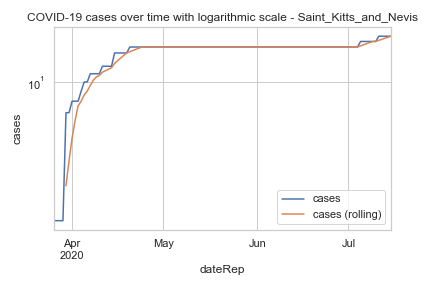 COVID-19 cases over time with logarithmic scale - Saint_Kitts_and_Nevis
10¹
cases
cases
cases (rolling)
Apr
2020
May
Jun
Jul
dateRep